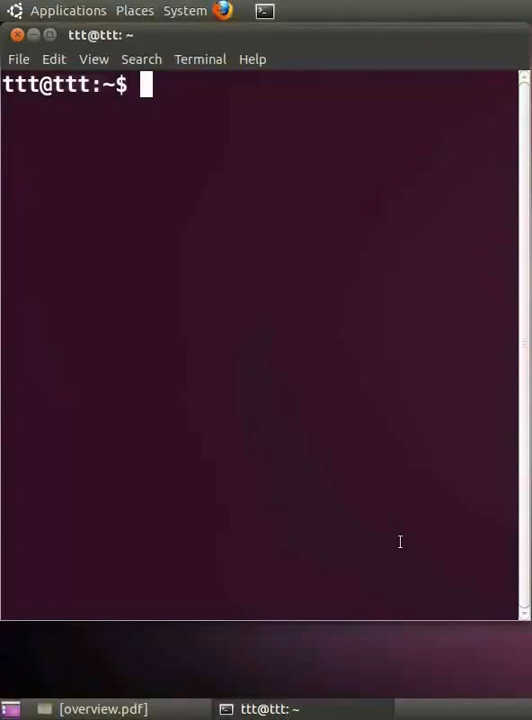 Applications Places System
ttt@ttt: ~
File Edit View Search Terminal Help
ttt@ttt:~$
[overview.pdf] ttt@ttt: ~